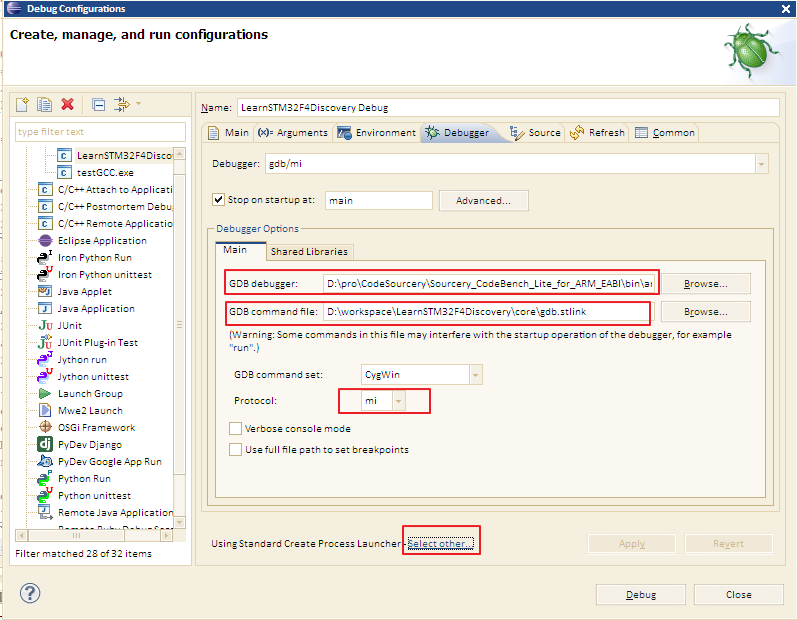 Debug Configurations
Create, manage, and run configurations
type filter text
LearnSTM32F4Disco
testGCC.exe
C/C++ Attach to Applicati
C/C++ Postmortem Debu
C/C++ Remote Applicatio
Eclipse Application
Iron Python Run
Iron Python unittest
Java Applet
Java Application
JUnit
JUnit Plug-in Test
Jython run
Jython unittest
Launch Group
Mwe2 Launch
OSGi Framework
PyDev Django
PyDev Google App Run
Python Run
Python unittest
Remote Java Application
Filter matched 28 of 32 items
Name: LearnSTM32F4Discovery Debug
Main (x)= Arguments Environment Debugger Source Refresh Common
Debugger: gdb/mi
Stop on startup at: main Advanced...
Debugger Options
Main Shared Libraries
GDB debugger: D:\pro\CodeSourcery\Sourcery_CodeBench_Lite_for_ARM_EABI\bin\ar Browse...
GDB command file: D:\workspace\LearnSTM32F4Discovery\core\gdb.stlink Browse...
(Warning: Some commands in this file may interfere with the startup operation of the debugger, for example
"run".)
GDB command set: CygWin
Protocol: mi
Verbose console mode
Use full file path to set breakpoints
Using Standard Create Process Launcher - Select other...
Apply Revert
Debug Close